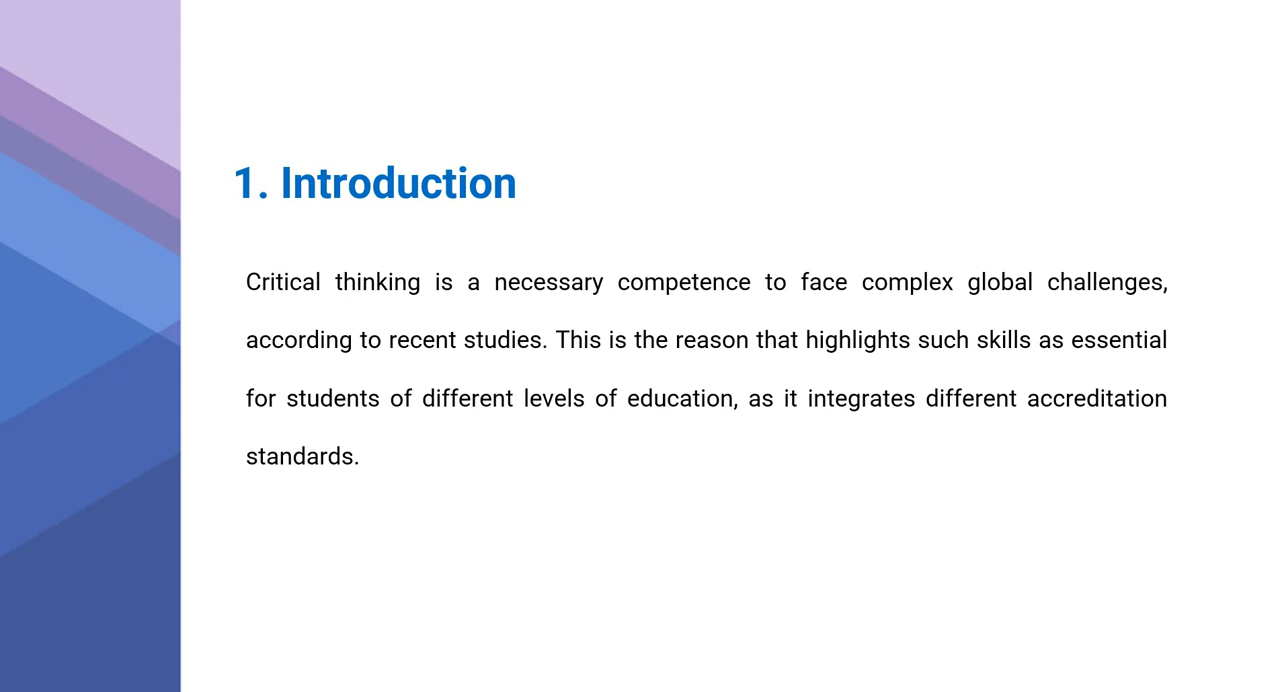 1. Introduction
Critical thinking is a necessary competence to face complex global challenges,
according to recent studies. This is the reason that highlights such skills as essential
for students of different levels of education, as it integrates different accreditation
standards.